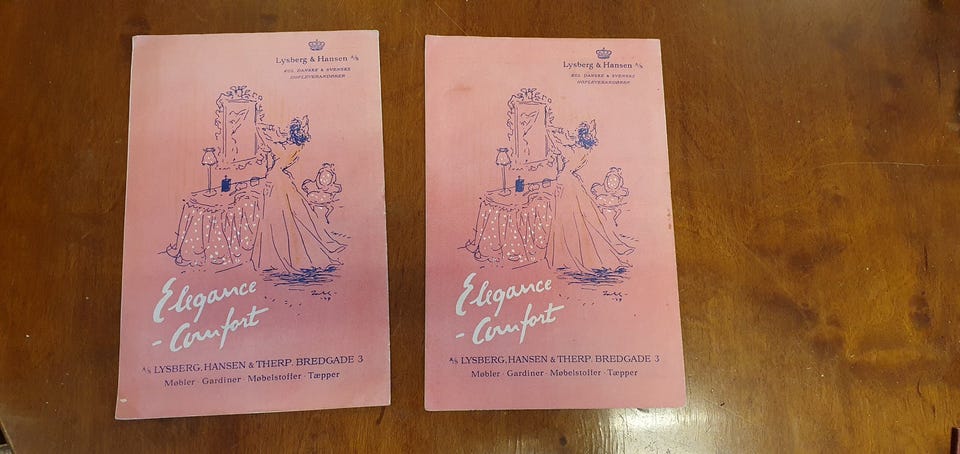 Lysberg & Hansen A/S
KGL. DANSKE & SVENSKE
HOFLEVERANDØRER
Elegance
- Comfort
A/S LYSBERG, HANSEN & THERP. BREDGADE 3
Møbler · Gardiner · Møbelstoffer · Tæpper
Lysberg & Hansen A/S
KGL. DANSKE & SVENSKE
HOFLEVERANDØRER
Elegance
- Comfort
A/S LYSBERG, HANSEN & THERP. BREDGADE 3
Møbler · Gardiner · Møbelstoffer · Tæpper